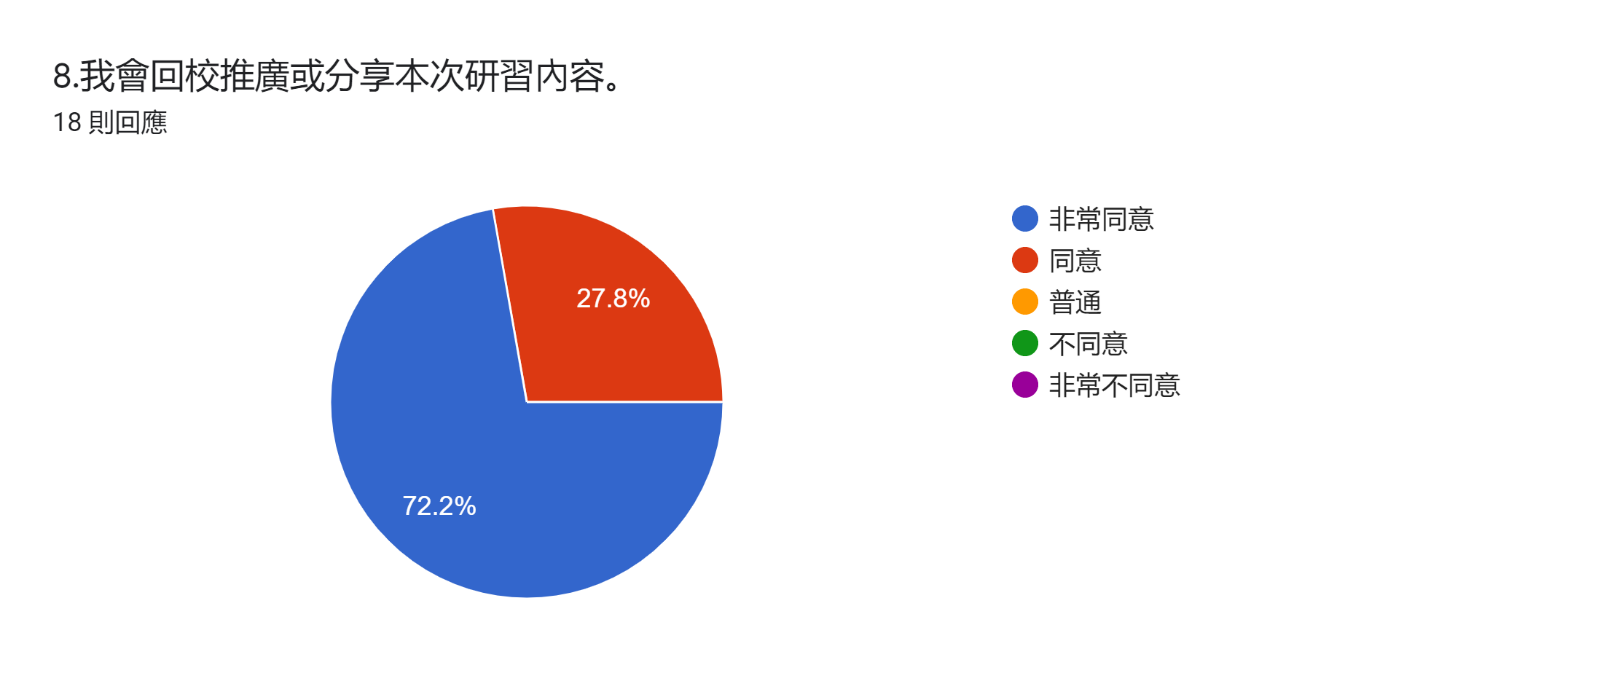 8.我會回校推廣或分享本次研習內容。
18 則回應
27.8%
72.2%
非常同意
同意
普通
不同意
非常不同意